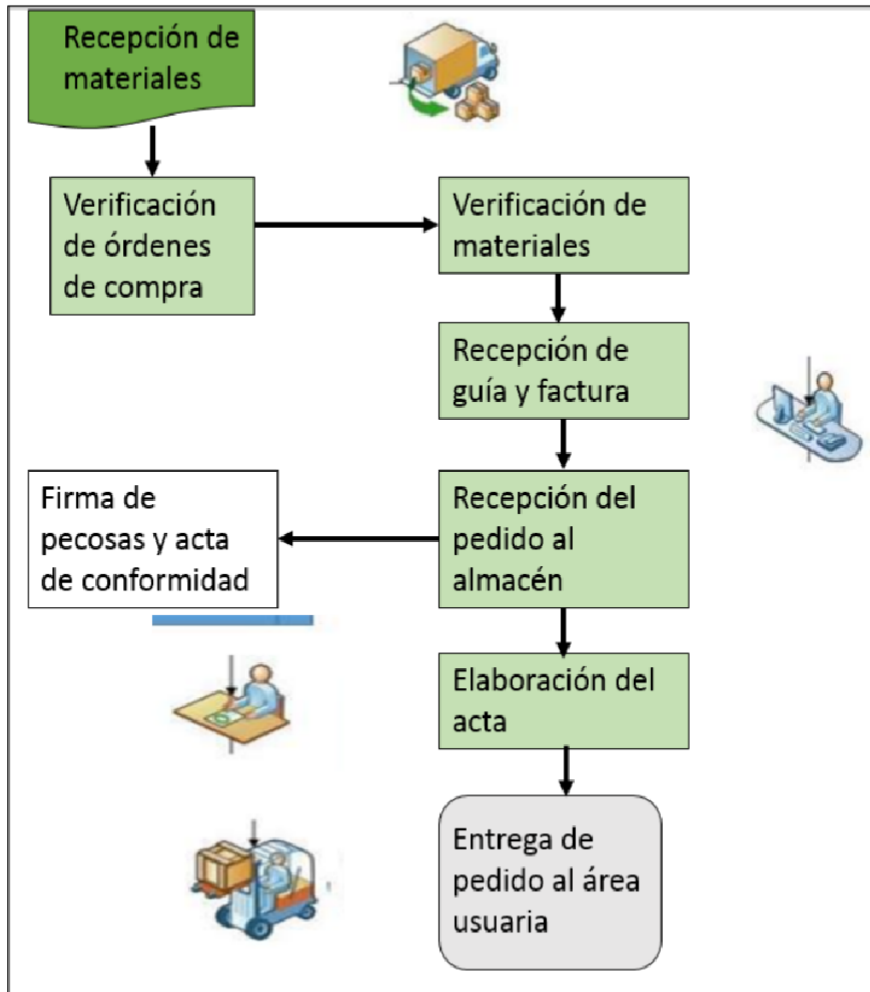 Recepción de
materiales
Verificación
de órdenes
de compra
Verificación de
materiales
Recepción de
guía y factura
Recepción del
pedido al
almacén
Firma de
pecosas y acta
de conformidad
Elaboración del
acta
Entrega de
pedido al área
usuaria